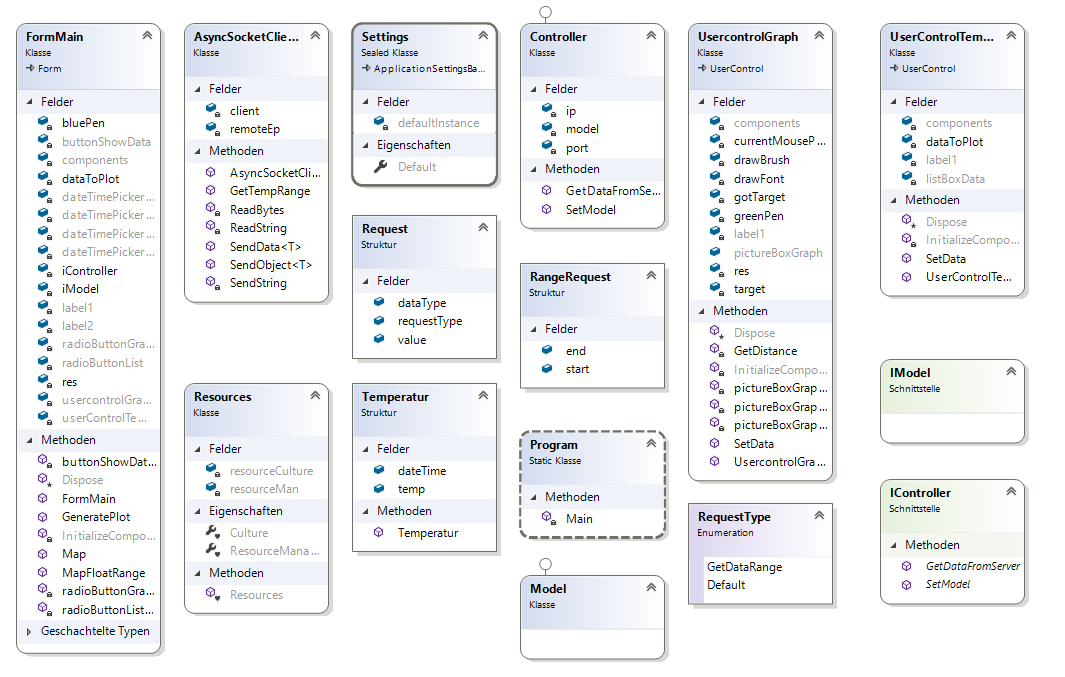 FormMain
Klasse
Form
Felder
bluePen
buttonShowData
components
dataToPlot
dateTimePicker...
dateTimePicker...
dateTimePicker...
dateTimePicker...
iController
iModel
label1
label2
radioButtonGra...
radioButtonList
res
usercontrolGra...
userControlTe...
Methoden
buttonShowDat...
Dispose
FormMain
GeneratePlot
InitializeCompo...
Map
MapFloatRange
radioButtonGra...
radioButtonList...
Geschachtelte Typen
AsyncSocketClie...
Klasse
Felder
client
remoteEp
Methoden
AsyncSocketCli...
GetTempRange
ReadBytes
ReadString
SendData<T>
SendObject<T>
SendString
Resources
Klasse
Felder
resourceCulture
resourceMan
Eigenschaften
Culture
ResourceMana...
Methoden
Resources
Settings
Sealed Klasse
ApplicationSettingsBa...
Felder
defaultInstance
Eigenschaften
Default
Request
Struktur
Felder
dataType
requestType
value
Temperatur
Struktur
Felder
dateTime
temp
Methoden
Temperatur
Controller
Klasse
Felder
ip
model
port
Methoden
GetDataFromSe...
SetModel
RangeRequest
Struktur
Felder
end
start
Program
Static Klasse
Methoden
Main
Model
Klasse
UsercontrolGraph
Klasse
UserControl
Felder
components
currentMouseP...
drawBrush
drawFont
gotTarget
greenPen
label1
pictureBoxGraph
res
target
Methoden
Dispose
GetDistance
InitializeCompo...
pictureBoxGrap...
pictureBoxGrap...
pictureBoxGrap...
SetData
UsercontrolGra...
RequestType
Enumeration
GetDataRange
Default
UserControlTem...
Klasse
UserControl
Felder
components
dataToPlot
label1
listBoxData
Methoden
Dispose
InitializeCompo...
SetData
UserControlTe...
IModel
Schnittstelle
IController
Schnittstelle
Methoden
GetDataFromServer
SetModel